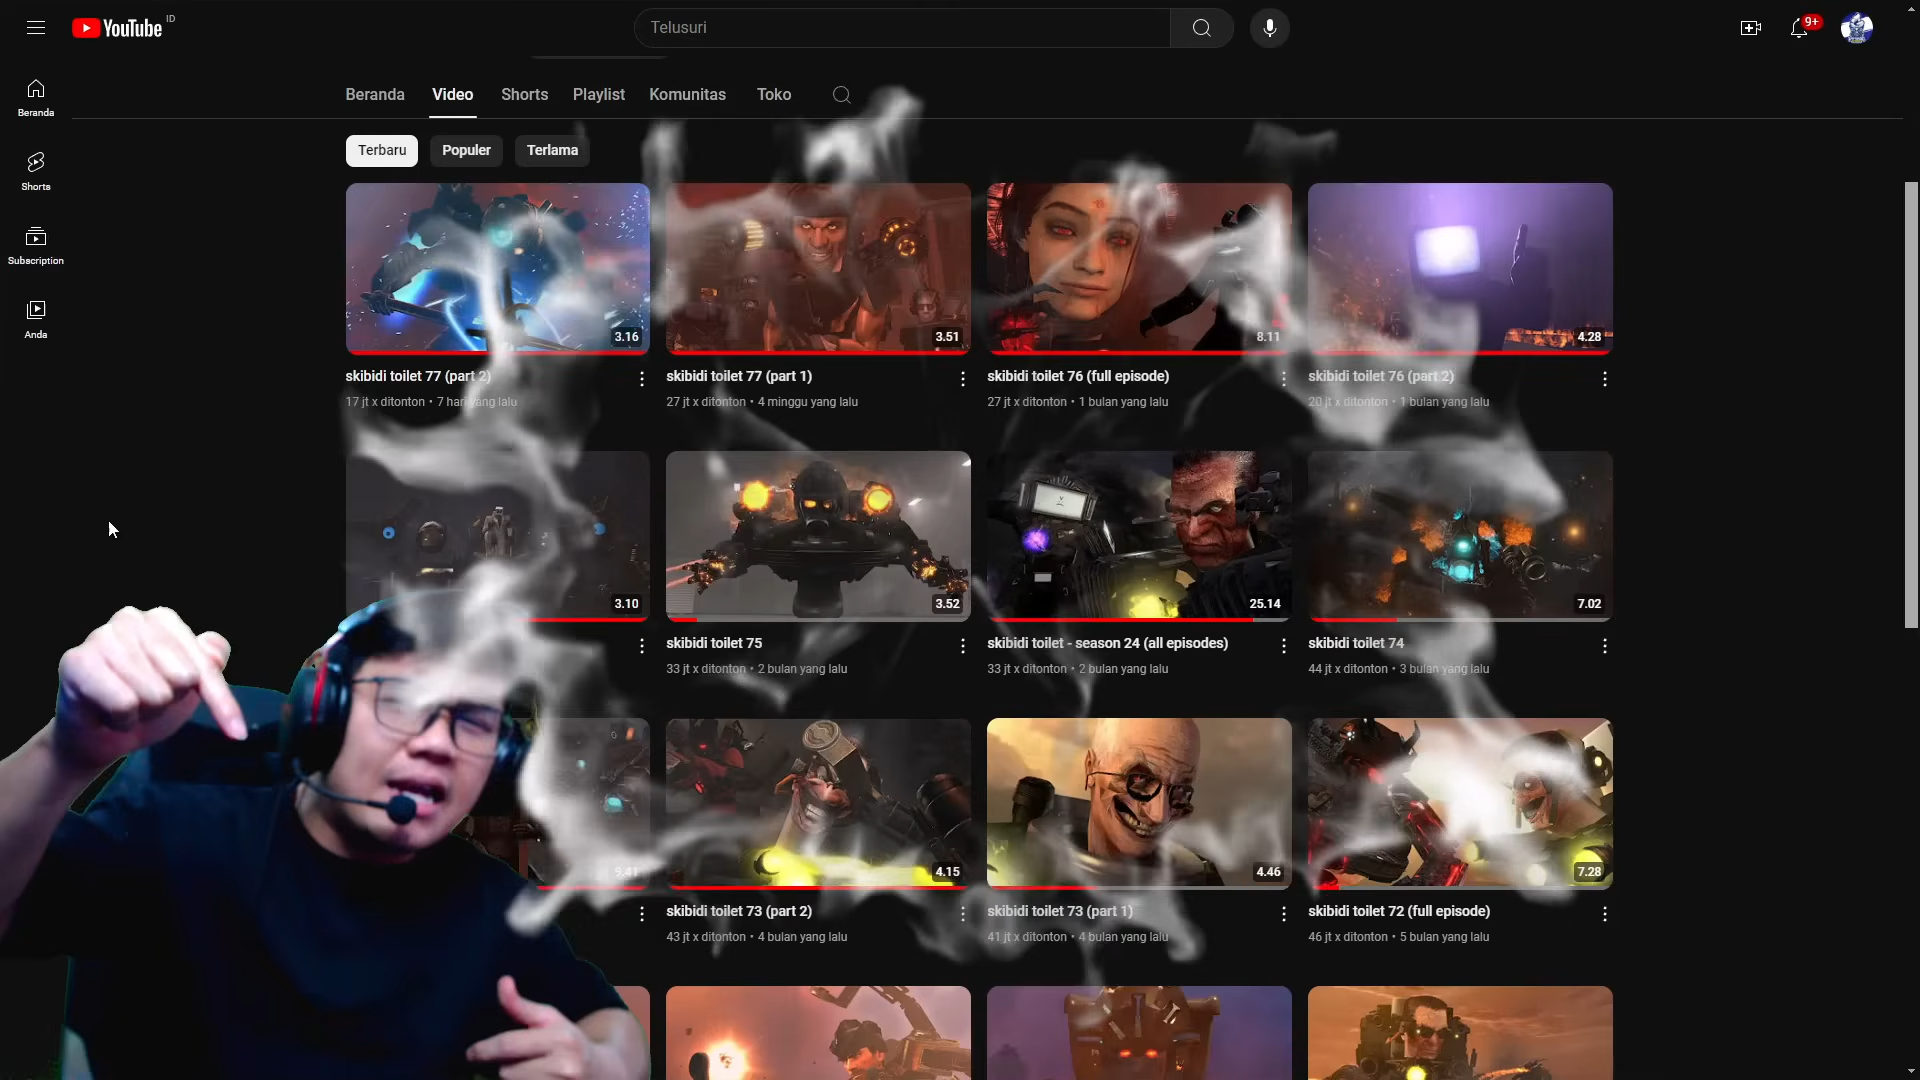 YouTube ID
Telusuri
9+
Beranda
Shorts
Subscription
Anda
Beranda Video Shorts Playlist Komunitas Toko
Terbaru Populer Terlama
3.16 3.51 8.11 4.28
skibidi toilet 77 (part 2) skibidi toilet 77 (part 1) skibidi toilet 76 (full episode) skibidi toilet 76 (part 2)
17 jt x ditonton • 7 hari yang lalu 27 jt x ditonton • 4 minggu yang lalu 27 jt x ditonton • 1 bulan yang lalu 20 jt x ditonton • 1 bulan yang lalu
3.10 3.52 25.14 7.02
skibidi toilet 75 skibidi toilet - season 24 (all episodes) skibidi toilet 74
33 jt x ditonton • 2 bulan yang lalu 33 jt x ditonton • 2 bulan yang lalu 44 jt x ditonton • 3 bulan yang lalu
9.41 4.15 4.46 7.28
skibidi toilet 73 (part 2) skibidi toilet 73 (part 1) skibidi toilet 72 (full episode)
43 jt x ditonton • 4 bulan yang lalu 41 jt x ditonton • 4 bulan yang lalu 46 jt x ditonton • 5 bulan yang lalu